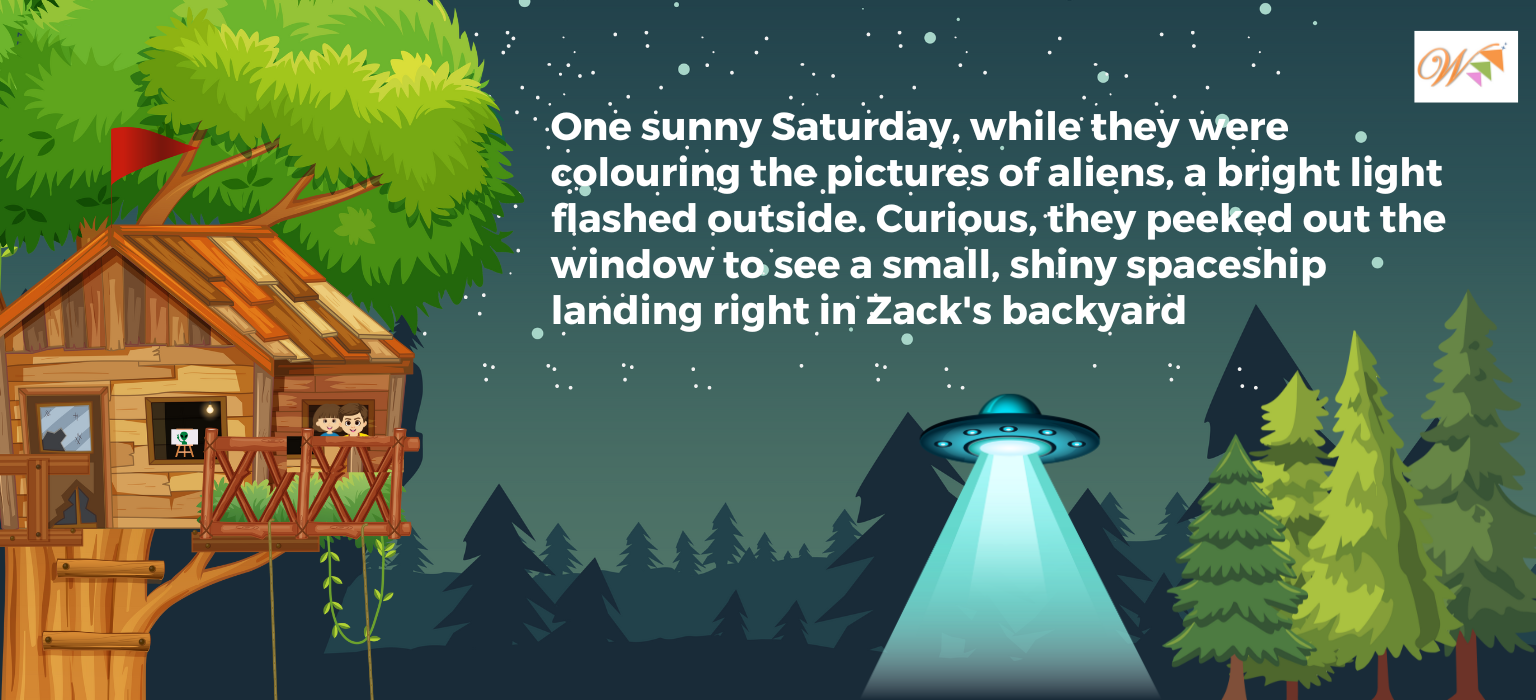 One sunny Saturday, while they were
colouring the pictures of aliens, a bright light
flashed outside. Curious, they peeked out the
window to see a small, shiny spaceship
landing right in Zack's backyard
W